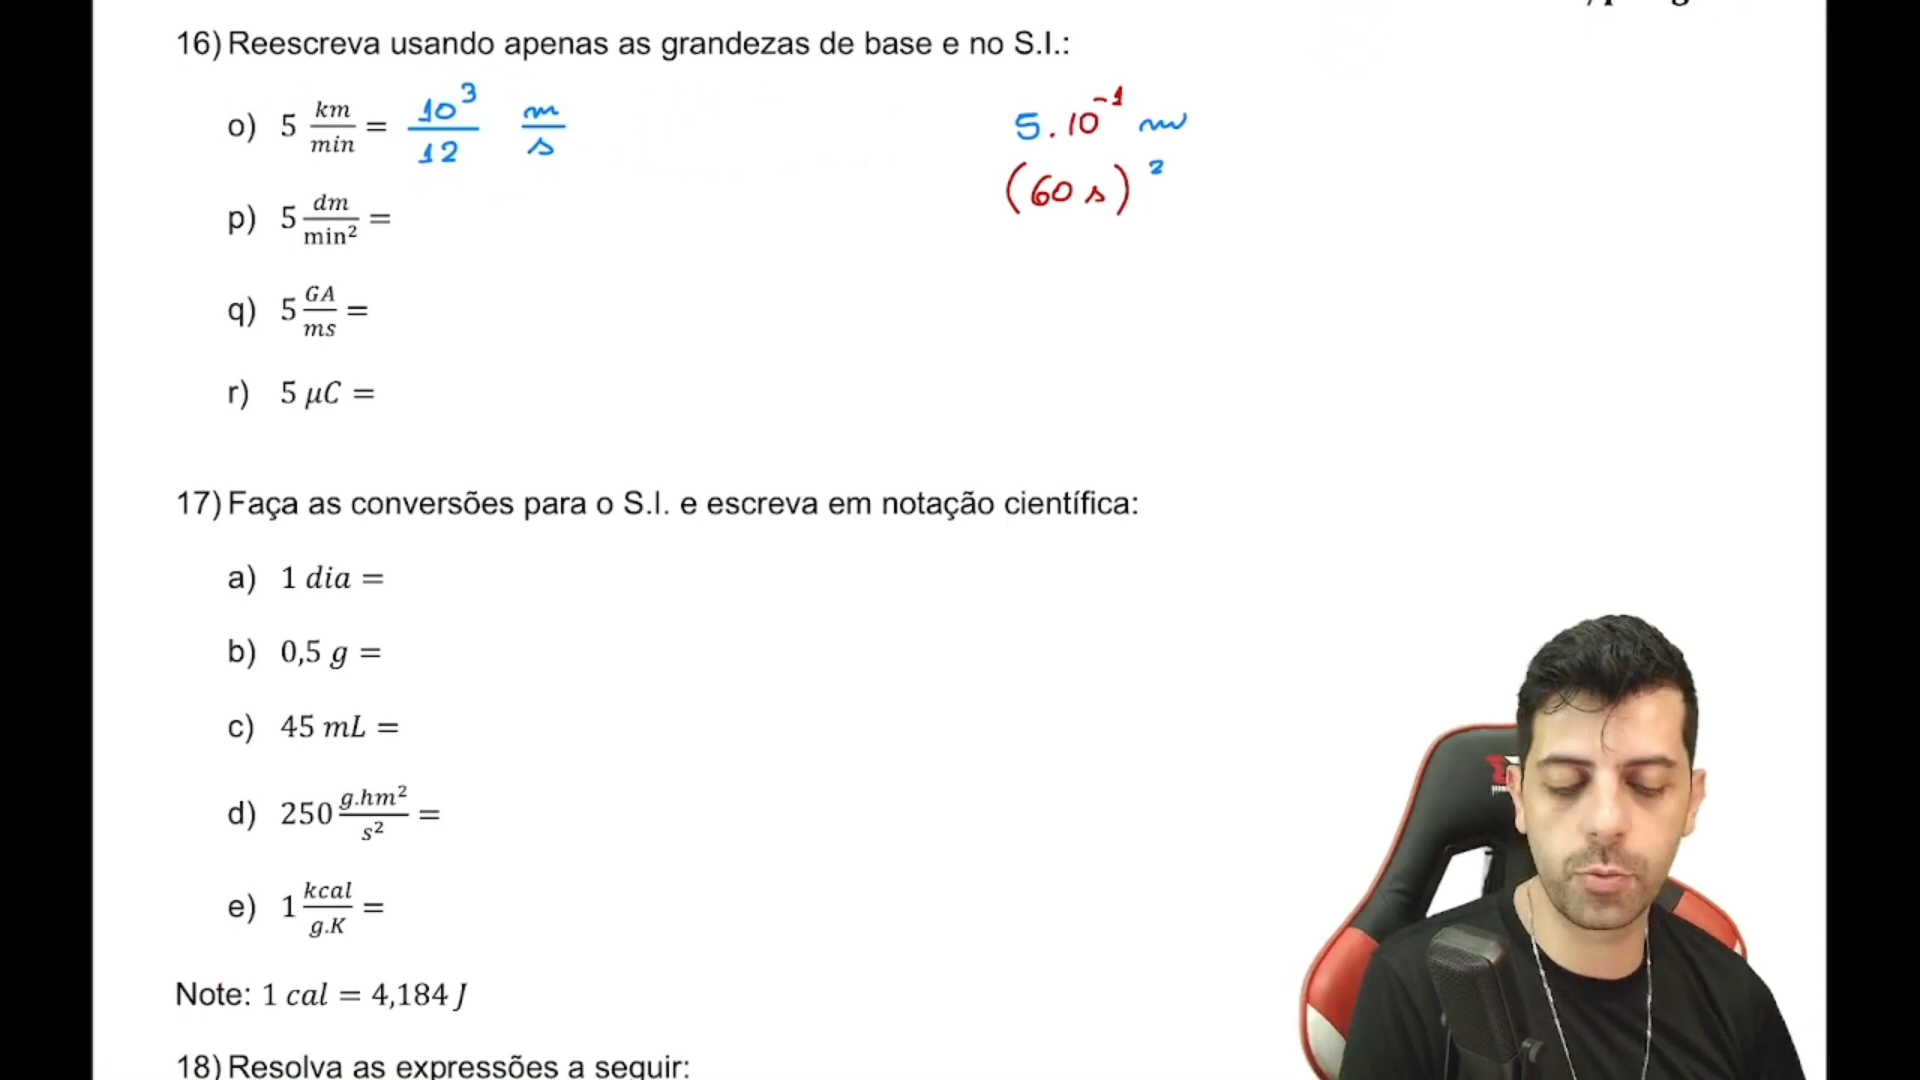 16) Reescreva usando apenas as grandezas de base e no S.I.:
o) 5 km/min = 10³/12 m/s
5 . 10⁻¹ m
(60 s)²
p) 5 dm/min² =
q) 5 GA/ms =
r) 5 μC =
17) Faça as conversões para o S.I. e escreva em notação científica:
a) 1 dia =
b) 0,5 g =
c) 45 mL =
d) 250 g.hm²/s² =
e) 1 kcal/g.K =
Note: 1 cal = 4,184 J
18) Resolva as expressões a seguir: